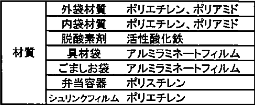 材質
外袋材質 ポリエチレン、ポリアミド
内袋材質 ポリエチレン、ポリアミド
脱酸素剤 活性酸化鉄
具材袋 アルミラミネートフィルム
ごましお袋 アルミラミネートフィルム
弁当容器 ポリスチレン
シュリンクフィルム ポリエチレン